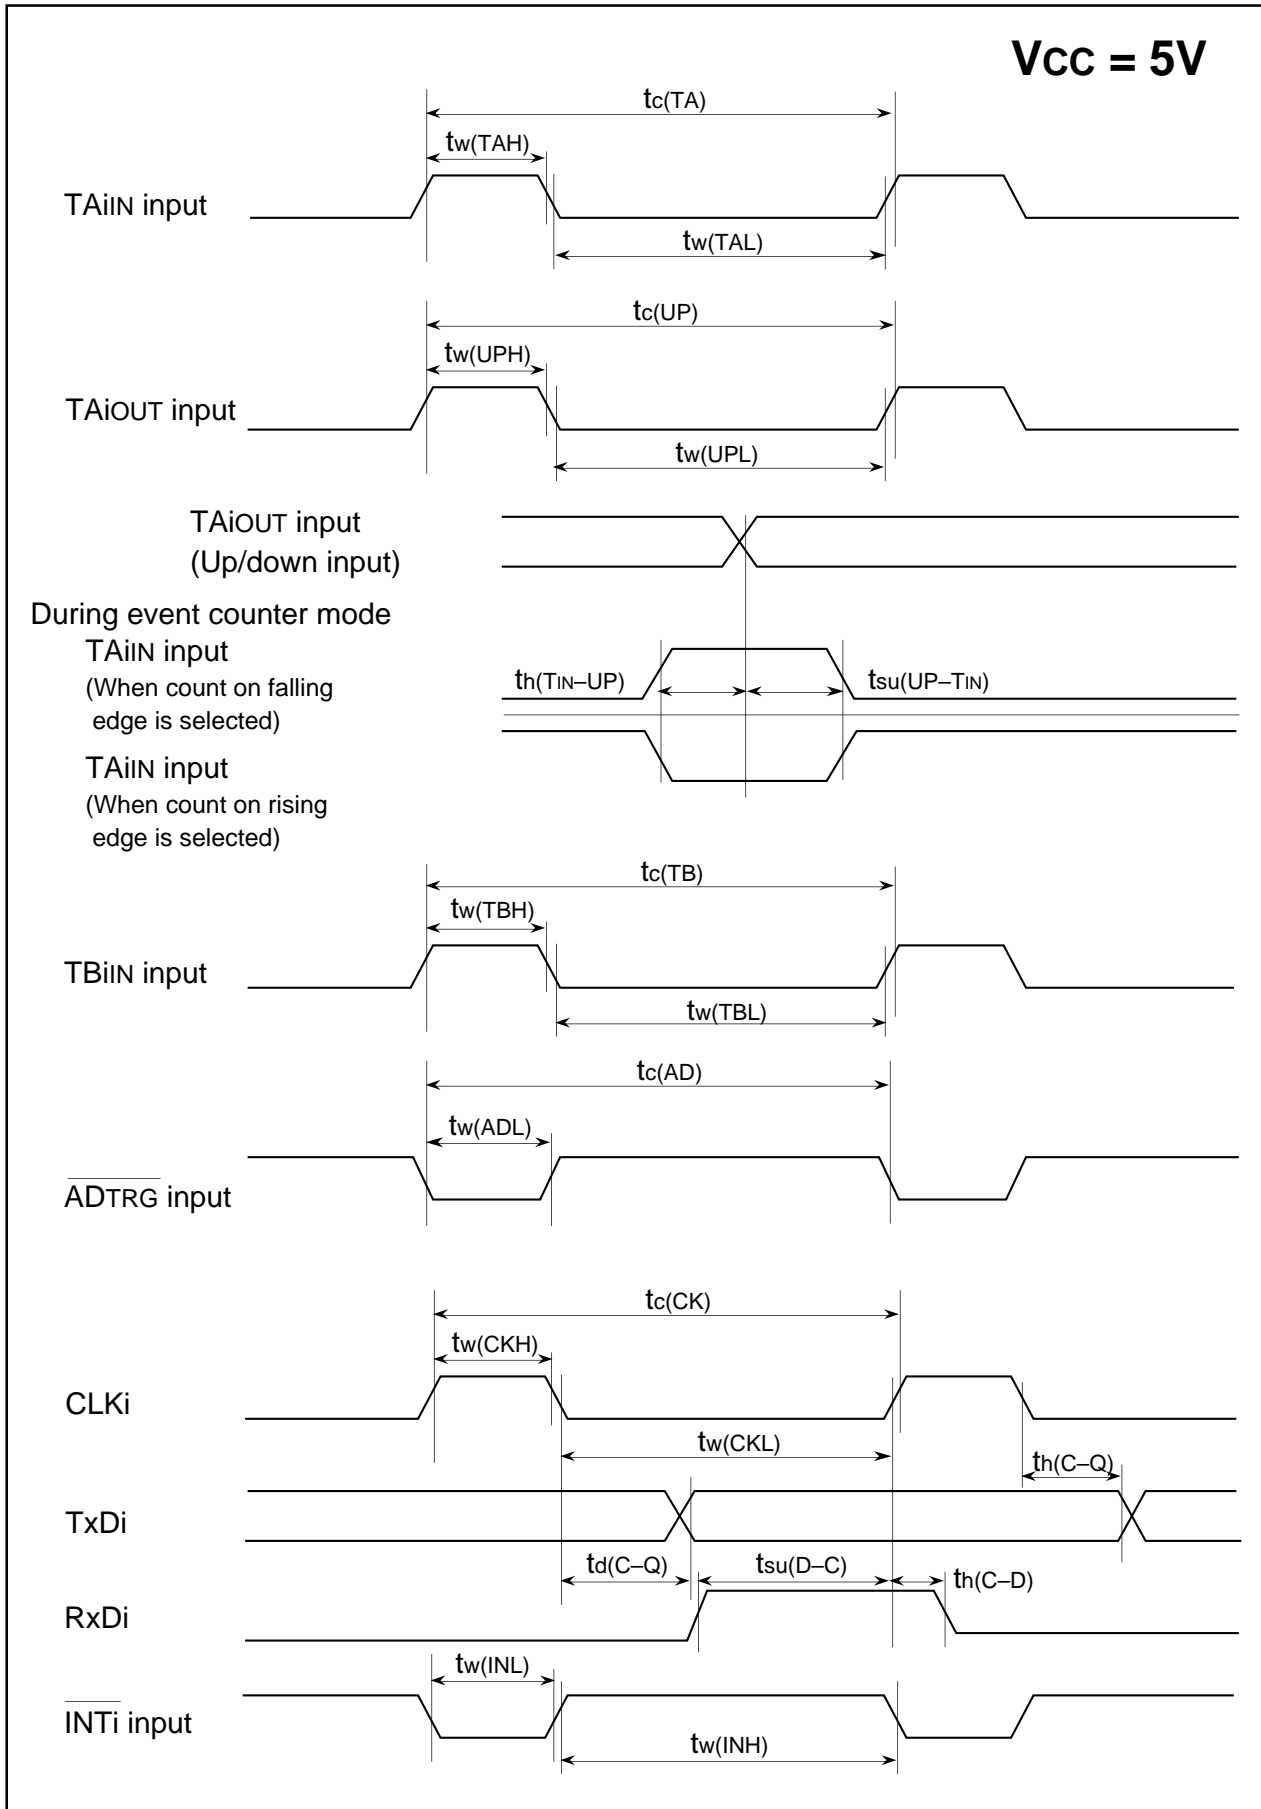 VCC = 5V
tc(TA)
tw(TAH)
TAiIN input
tw(TAL)
tc(UP)
tw(UPH)
TAiOUT input
tw(UPL)
TAiOUT input
(Up/down input)
During event counter mode
TAiIN input
(When count on falling
edge is selected)
th(TIN–UP)
tsu(UP–TIN)
TAiIN input
(When count on rising
edge is selected)
tc(TB)
tw(TBH)
TBiIN input
tw(TBL)
tc(AD)
tw(ADL)
ADTRG input
tc(CK)
tw(CKH)
CLKi
tw(CKL)
th(C–Q)
TxDi
td(C–Q)
tsu(D–C)
th(C–D)
RxDi
tw(INL)
INTi input
tw(INH)